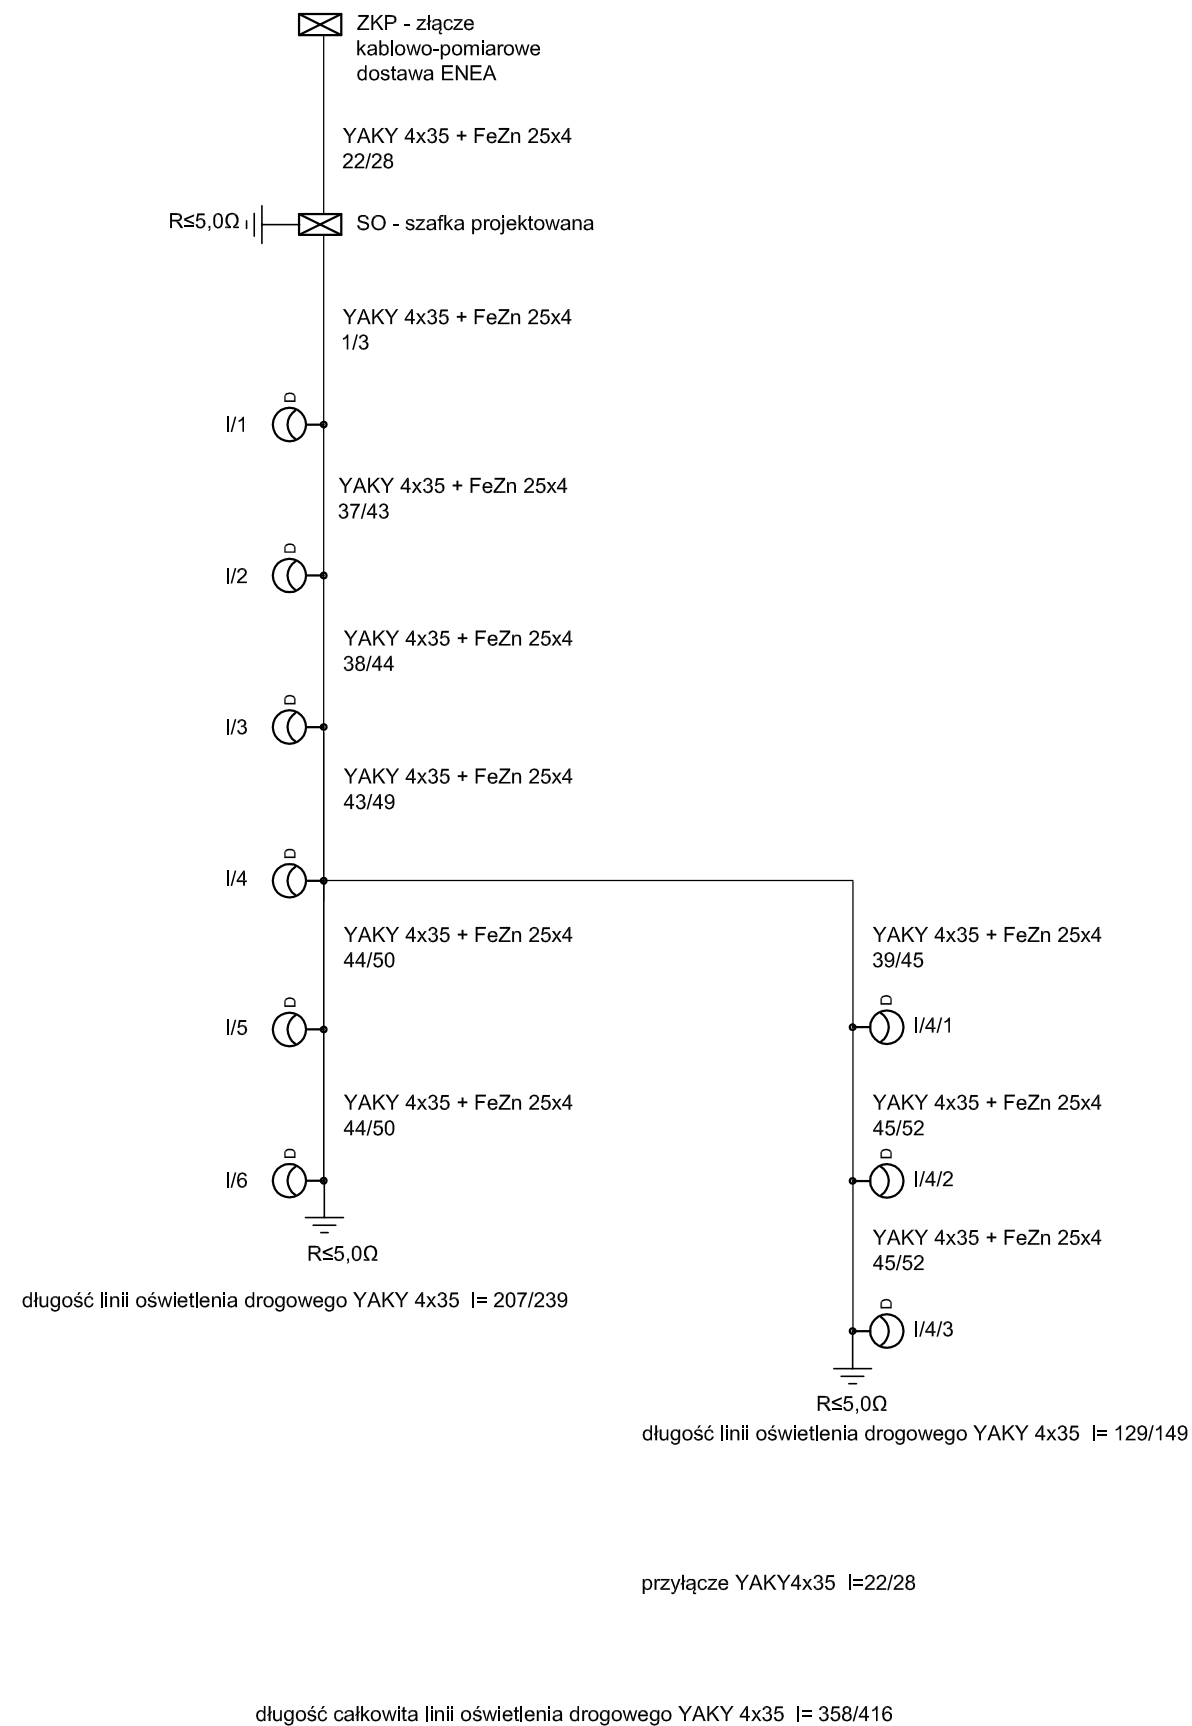 ZKP - złącze
kablowo-pomiarowe
dostawa ENEA
YAKY 4x35 + FeZn 25x4
22/28
R≤5,0Ω
SO - szafka projektowana
YAKY 4x35 + FeZn 25x4
1/3
D
I/1
YAKY 4x35 + FeZn 25x4
37/43
D
I/2
YAKY 4x35 + FeZn 25x4
38/44
D
I/3
YAKY 4x35 + FeZn 25x4
43/49
D
I/4
YAKY 4x35 + FeZn 25x4
44/50
D
I/5
YAKY 4x35 + FeZn 25x4
44/50
D
I/6
R≤5,0Ω
długość linii oświetlenia drogowego YAKY 4x35 l= 207/239
YAKY 4x35 + FeZn 25x4
39/45
D
I/4/1
YAKY 4x35 + FeZn 25x4
45/52
D
I/4/2
YAKY 4x35 + FeZn 25x4
45/52
D
I/4/3
R≤5,0Ω
długość linii oświetlenia drogowego YAKY 4x35 l= 129/149
przyłącze YAKY4x35 l=22/28
długość całkowita linii oświetlenia drogowego YAKY 4x35 l= 358/416